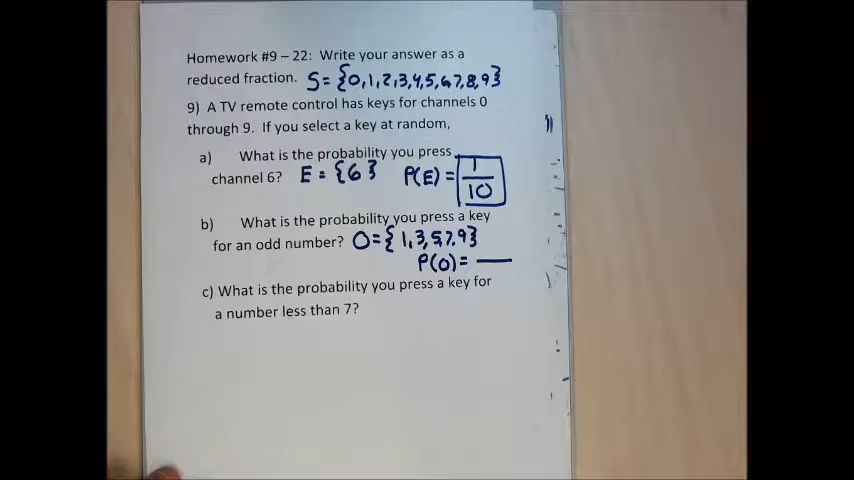 Homework #9 – 22: Write your answer as a
reduced fraction. S = {0,1,2,3,4,5,6,7,8,9}
9) A TV remote control has keys for channels 0
through 9. If you select a key at random,
a) What is the probability you press
channel 6? E = {6} P(E) = 1/10
b) What is the probability you press a key
for an odd number? O = {1,3,5,7,9}
P(O) =
c) What is the probability you press a key for
a number less than 7?